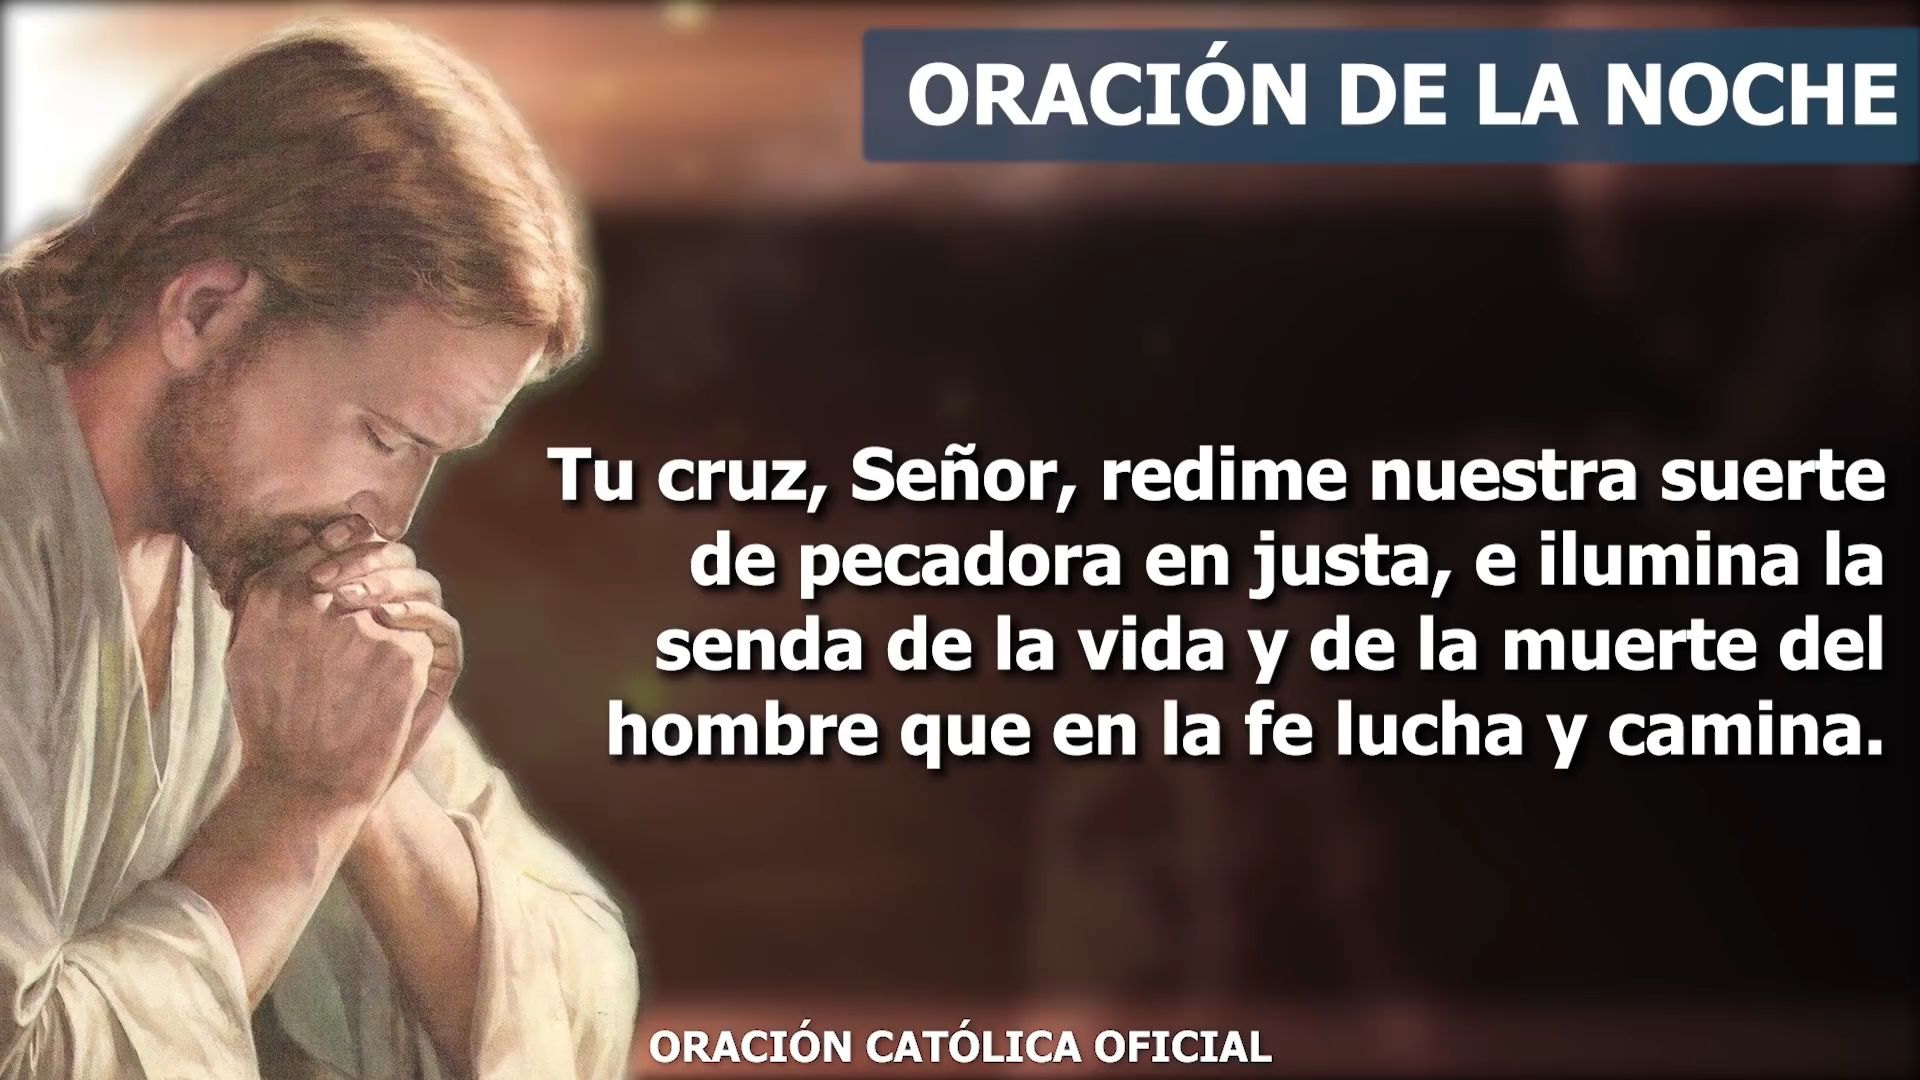 ORACIÓN DE LA NOCHE
Tu cruz, Señor, redime nuestra suerte
de pecadora en justa, e ilumina la
senda de la vida y de la muerte del
hombre que en la fe lucha y camina.
ORACIÓN CATÓLICA OFICIAL